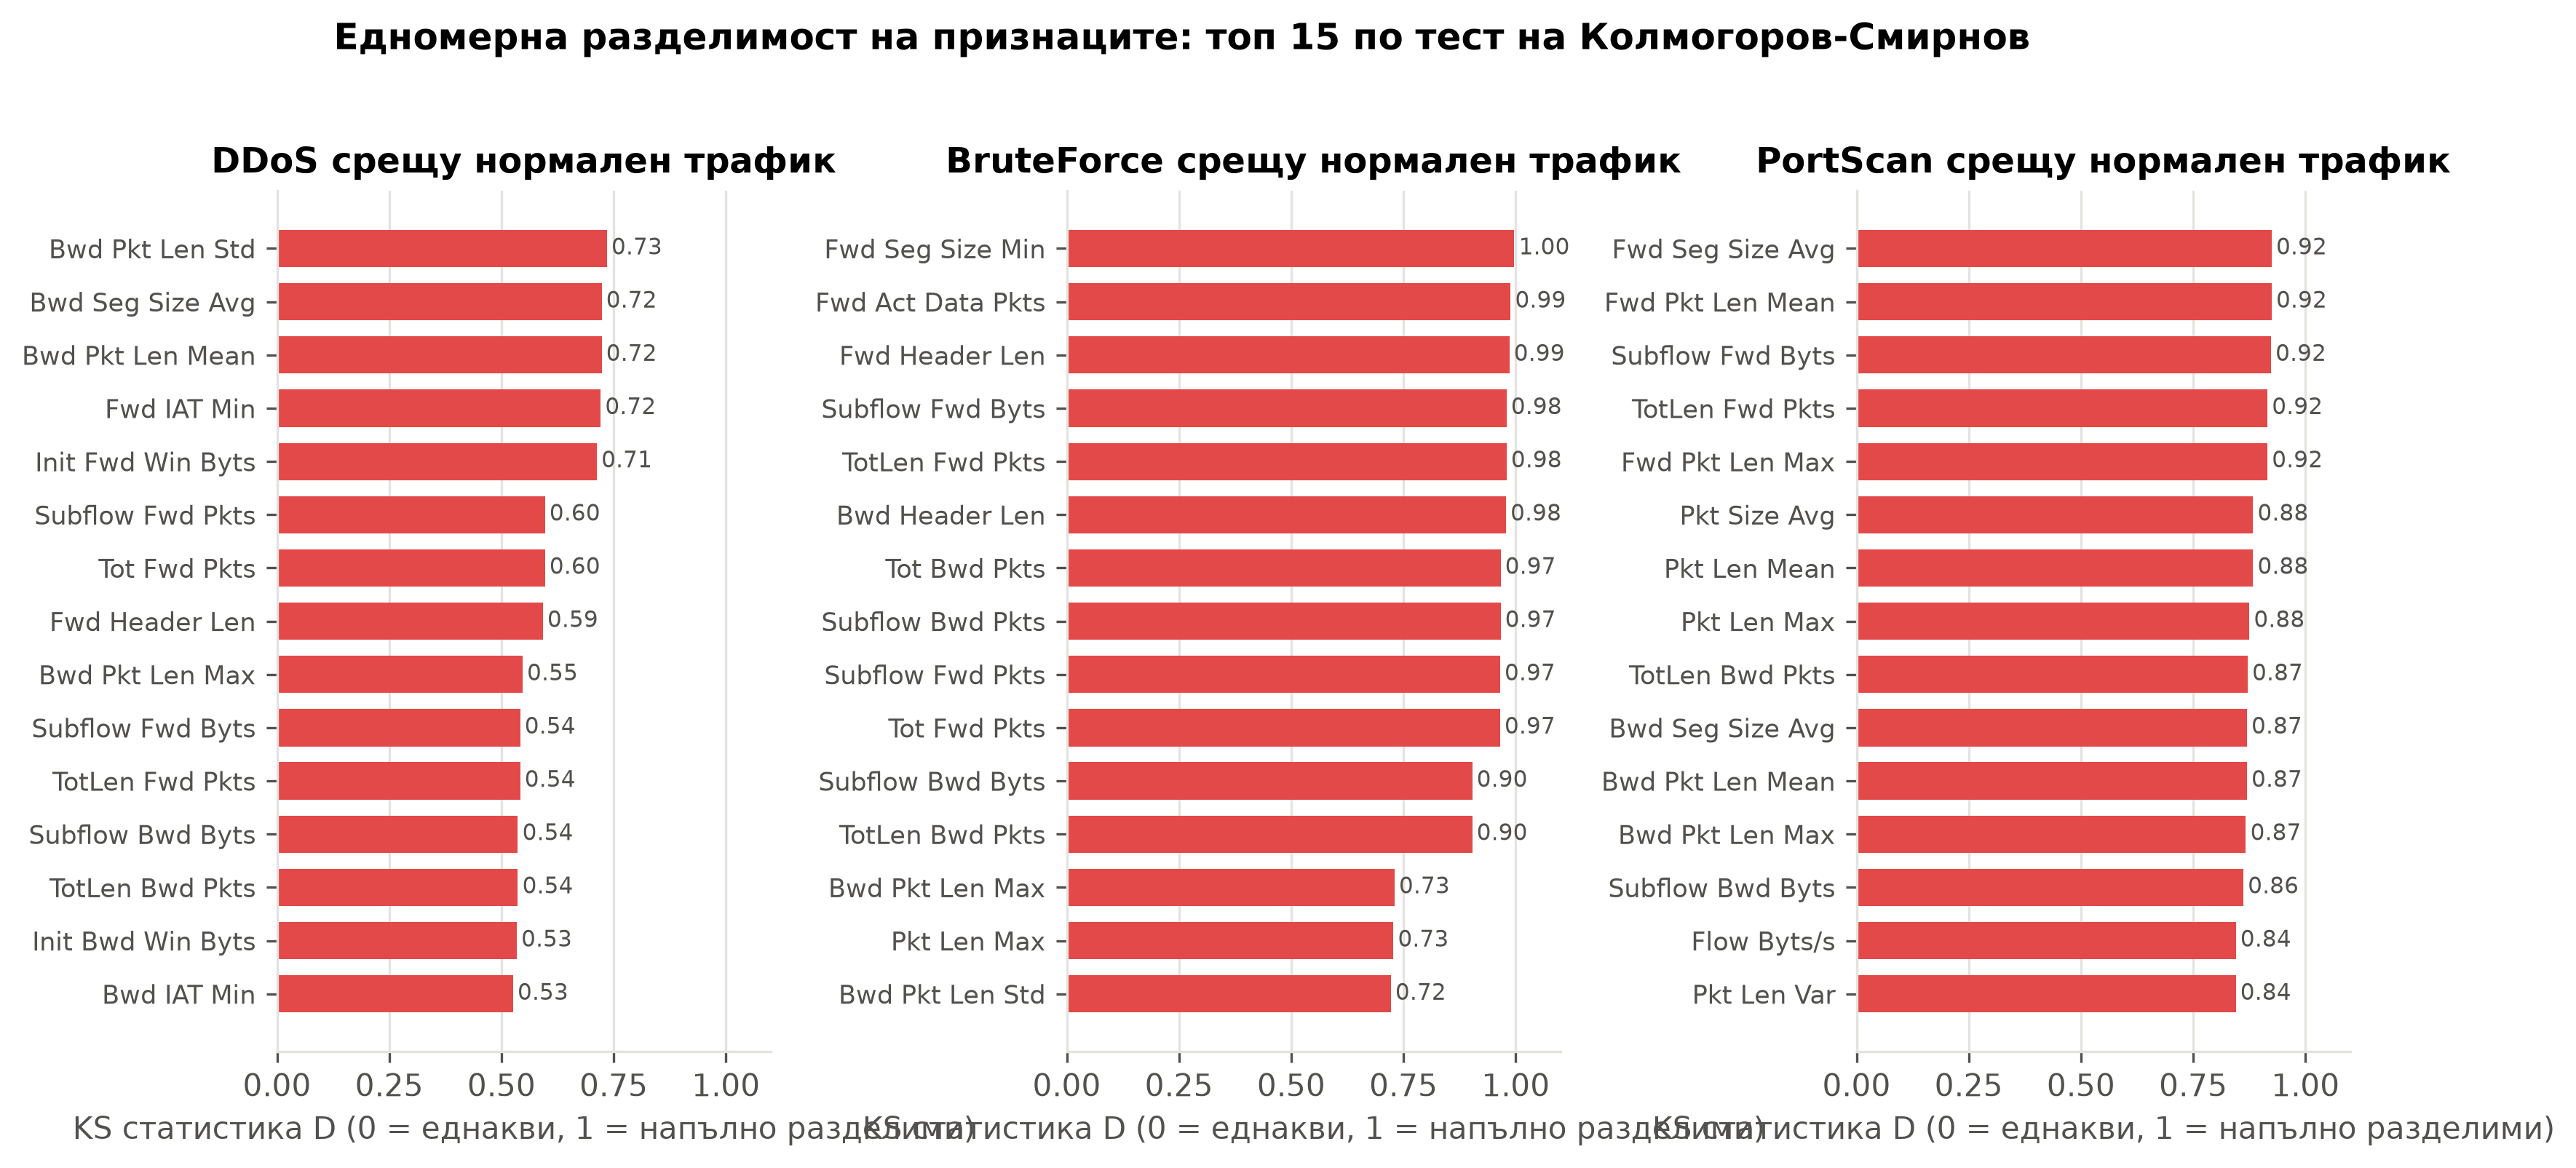 Едномерна разделимост на признаците: топ 15 по тест на Колмогоров-Смирнов
DDoS срещу нормален трафик
Bwd Pkt Len Std 0.73
Bwd Seg Size Avg 0.72
Bwd Pkt Len Mean 0.72
Fwd IAT Min 0.72
Init Fwd Win Byts 0.71
Subflow Fwd Pkts 0.60
Tot Fwd Pkts 0.60
Fwd Header Len 0.59
Bwd Pkt Len Max 0.55
Subflow Fwd Byts 0.54
TotLen Fwd Pkts 0.54
Subflow Bwd Byts 0.54
TotLen Bwd Pkts 0.54
Init Bwd Win Byts 0.53
Bwd IAT Min 0.53
0.00 0.25 0.50 0.75 1.00
KS статистика D (0 = еднакви, 1 = напълно разделими)
BruteForce срещу нормален трафик
Fwd Seg Size Min 1.00
Fwd Act Data Pkts 0.99
Fwd Header Len 0.99
Subflow Fwd Byts 0.98
TotLen Fwd Pkts 0.98
Bwd Header Len 0.98
Tot Bwd Pkts 0.97
Subflow Bwd Pkts 0.97
Subflow Fwd Pkts 0.97
Tot Fwd Pkts 0.97
Subflow Bwd Byts 0.90
TotLen Bwd Pkts 0.90
Bwd Pkt Len Max 0.73
Pkt Len Max 0.73
Bwd Pkt Len Std 0.72
0.00 0.25 0.50 0.75 1.00
KS статистика D (0 = еднакви, 1 = напълно разделими)
PortScan срещу нормален трафик
Fwd Seg Size Avg 0.92
Fwd Pkt Len Mean 0.92
Subflow Fwd Byts 0.92
TotLen Fwd Pkts 0.92
Fwd Pkt Len Max 0.92
Pkt Size Avg 0.88
Pkt Len Mean 0.88
Pkt Len Max 0.88
TotLen Bwd Pkts 0.87
Bwd Seg Size Avg 0.87
Bwd Pkt Len Mean 0.87
Bwd Pkt Len Max 0.87
Subflow Bwd Byts 0.86
Flow Byts/s 0.84
Pkt Len Var 0.84
0.00 0.25 0.50 0.75 1.00
KS статистика D (0 = еднакви, 1 = напълно разделими)